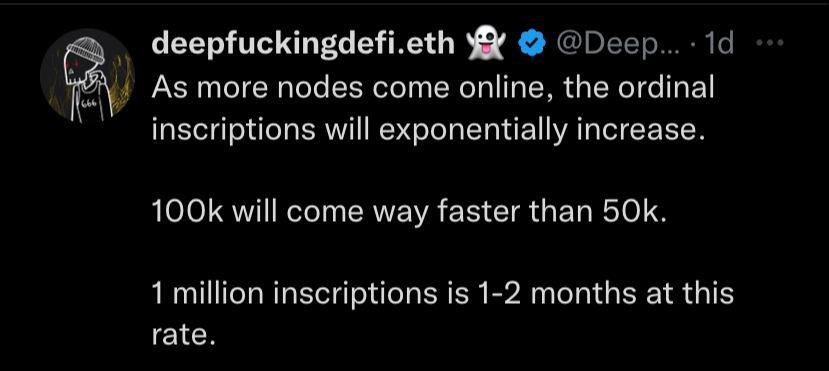 deepfuckingdefi.eth 👻 @Deep... · 1d ...
As more nodes come online, the ordinal
inscriptions will exponentially increase.
100k will come way faster than 50k.
1 million inscriptions is 1-2 months at this
rate.
666